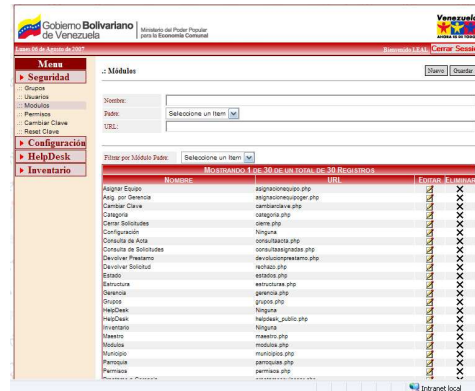 Gobierno Bolivariano
de Venezuela
Ministerio del Poder Popular
para la Economía Comunal
Venezuela
AHORA ES DE TODOS
Lunes 06 de Agosto de 2007
Bienvenido LEAL
Cerrar Sessió
Menu
Seguridad
.:: Grupos
.:: Usuarios
.:: Modulos
.:: Permisos
.:: Cambiar Clave
.:: Reset Clave
Configuración
HelpDesk
Inventario
.: Módulos
Nuevo Guardar
Nombre:
Padre: Seleccione un Item
URL:
Filtrar por Módulo Padre: Seleccione un Item
MOSTRANDO 1 DE 30 DE UN TOTAL DE 30 REGISTROS
NOMBRE URL EDITAR ELIMINAR
Asignar Equipo asignacionequipo.php
Asig. por Gerencia asignacionequipoger.php
Cambiar Clave cambiarclave.php
Categoria categoria.php
Cerrar Solicitudes cierre.php
Configuración Ninguna
Consulta de Acta consultaacta.php
Consulta de Solicitudes consultaasignadas.php
Devolver Prestamo devolucionprestamo.php
Devolver Solicitud rechazo.php
Estado estados.php
Estructura estructuras.php
Gerencia gerencia.php
Grupos grupos.php
HelpDesk Ninguna
HelpDesk helpdesk_public.php
Inventario Ninguna
Maestro maestro.php
Modulos modulos.php
Municipio municipios.php
Parroquia parroquias.php
Permisos permisos.php
Intranet local